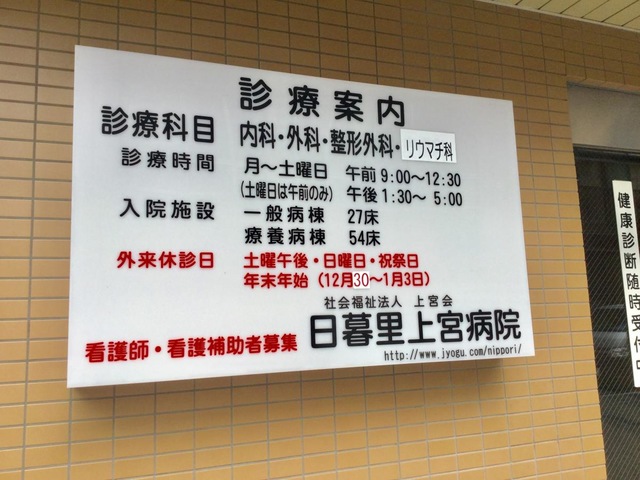 診療案内
診療科目 内科・外科・整形外科・リウマチ科
診療時間 月～土曜日 午前 9:00～12:30
(土曜日は午前のみ) 午後 1:30～ 5:00
入院施設 一般病棟 27床
療養病棟 54床
外来休診日 土曜午後・日曜日・祝祭日
年末年始（12月30～1月3日）
社会福祉法人 上宮会
看護師・看護補助者募集 日暮里上宮病院
http://www.jyogu.com/nippori/
健康診断随時受付中